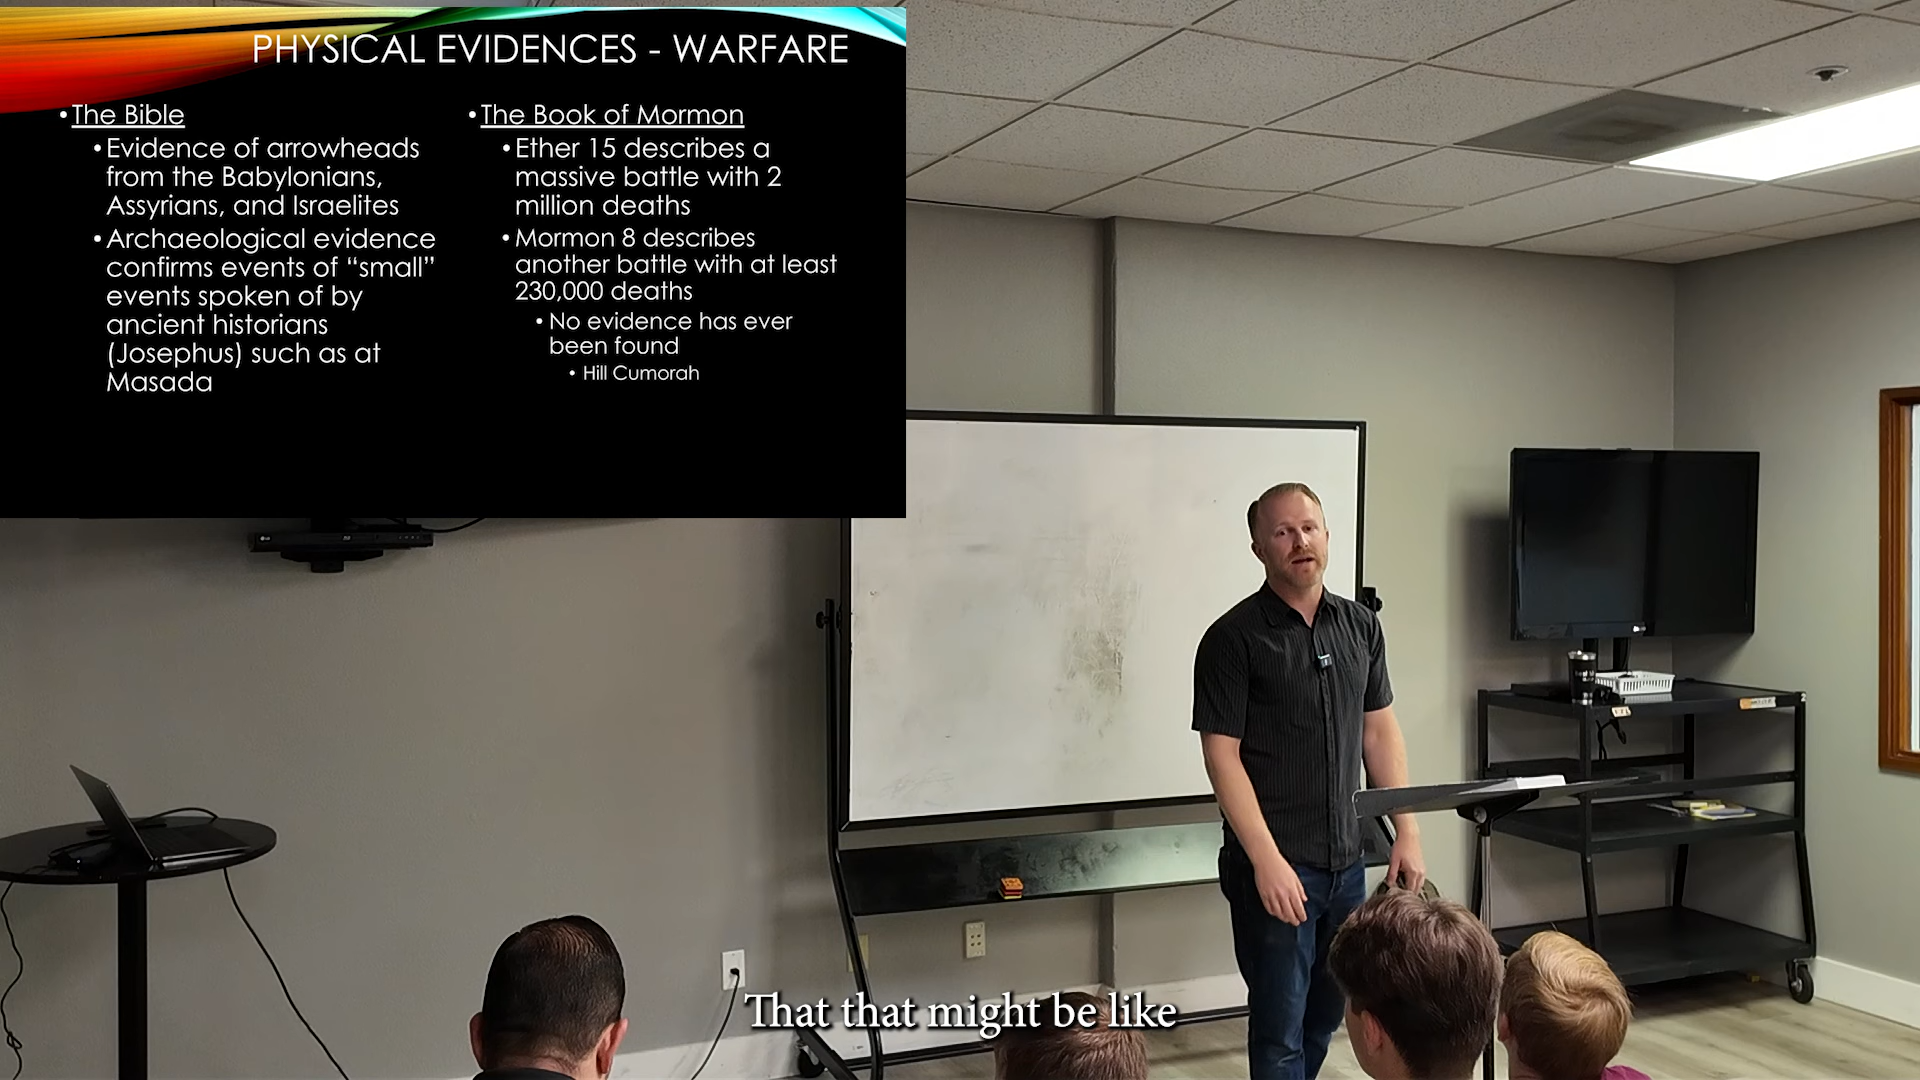 PHYSICAL EVIDENCES - WARFARE
• The Bible
• Evidence of arrowheads
from the Babylonians,
Assyrians, and Israelites
• Archaeological evidence
confirms events of “small”
events spoken of by
ancient historians
(Josephus) such as at
Masada
• The Book of Mormon
• Ether 15 describes a
massive battle with 2
million deaths
• Mormon 8 describes
another battle with at least
230,000 deaths
• No evidence has ever
been found
• Hill Cumorah
That that might be like